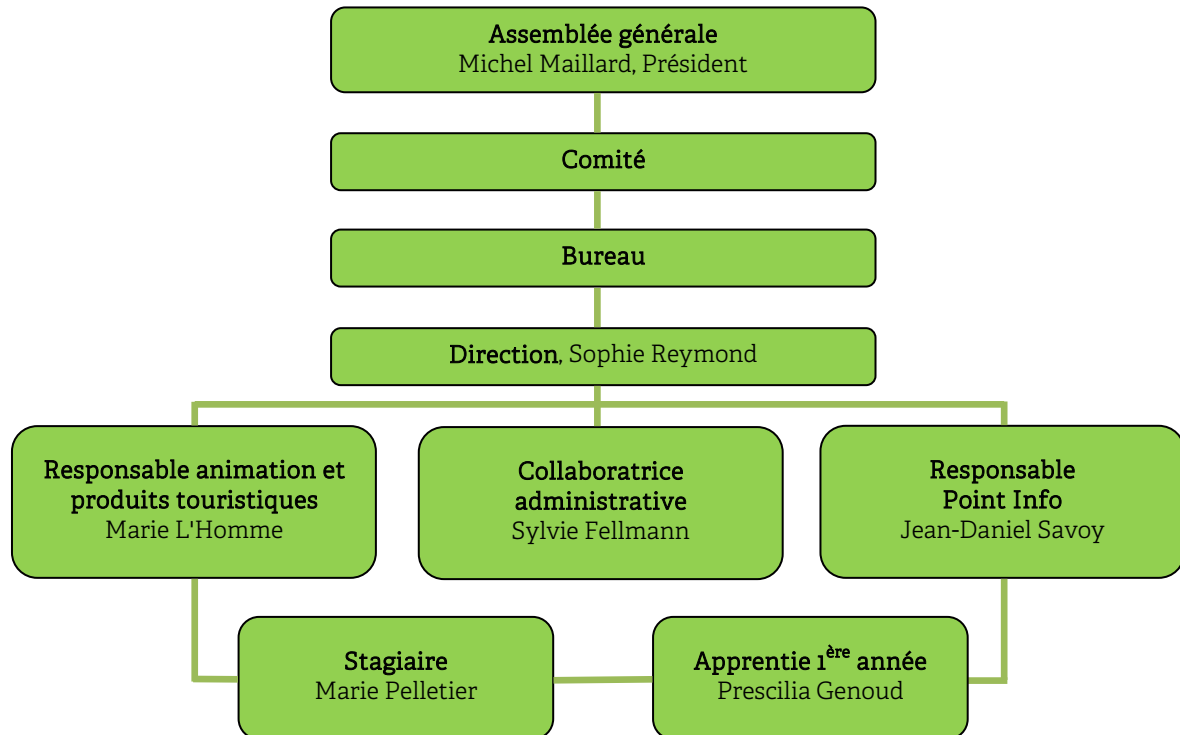 Assemblée générale
Michel Maillard, Président
Comité
Bureau
Direction, Sophie Reymond
Responsable animation et
produits touristiques
Marie L'Homme
Collaboratrice
administrative
Sylvie Fellmann
Responsable
Point Info
Jean-Daniel Savoy
Stagiaire
Marie Pelletier
Apprentie 1ère année
Prescilia Genoud